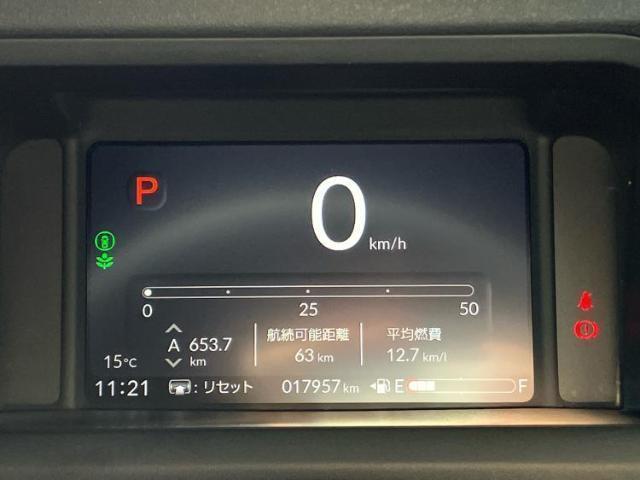 P
0 km/h
0 25 50
A 653.7 km
航続可能距離
63 km
平均燃費
12.7 km/l
15°C
11:21
: リセット
017957 km
E F